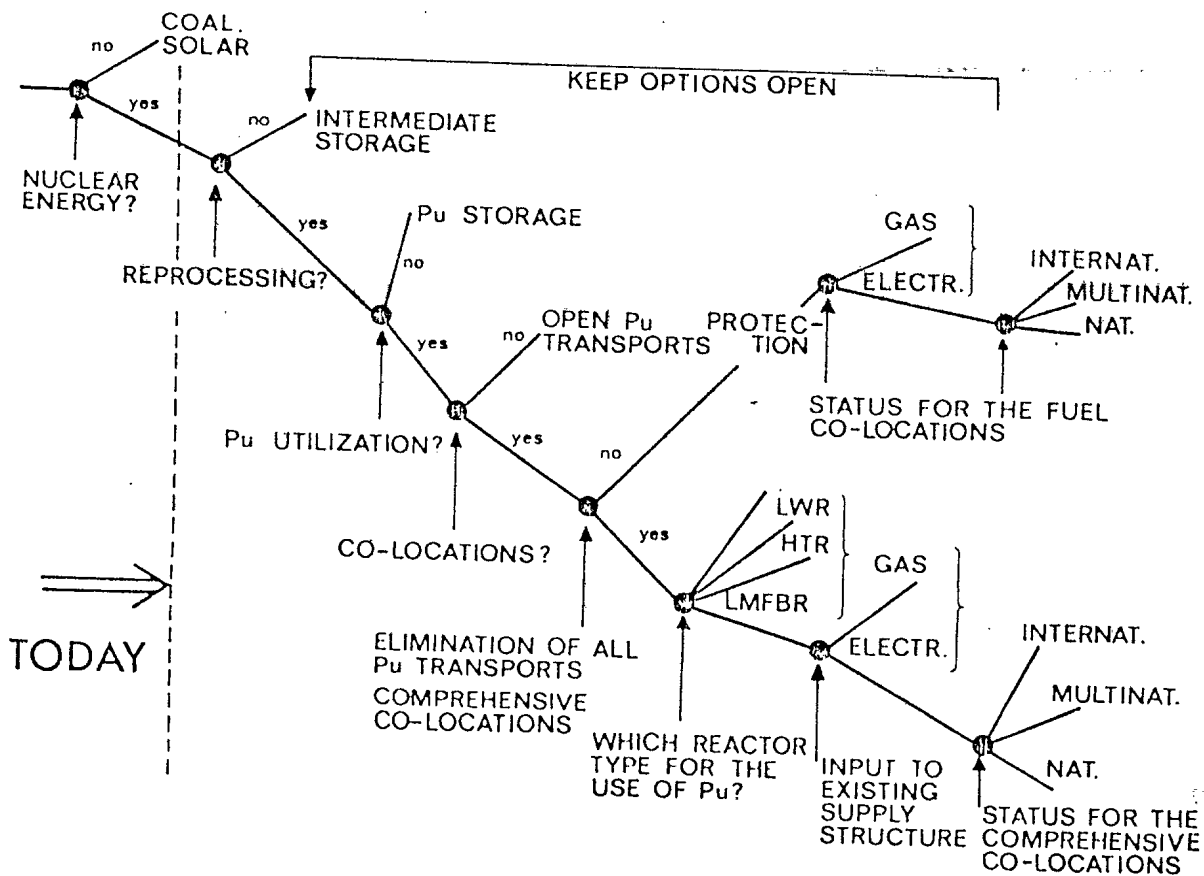 COAL.
SOLAR
no
yes
NUCLEAR
ENERGY?
KEEP OPTIONS OPEN
no
INTERMEDIATE
STORAGE
REPROCESSING?
yes
Pu STORAGE
no
Pu UTILIZATION?
yes
no
OPEN Pu
TRANSPORTS
CO-LOCATIONS?
yes
no
PROTEC-
TION
GAS
ELECTR.
INTERNAT.
MULTINAT.
NAT.
STATUS FOR THE FUEL
CO-LOCATIONS
TODAY
ELIMINATION OF ALL
Pu TRANSPORTS
COMPREHENSIVE
CO-LOCATIONS
yes
LWR
HTR
LMFBR
WHICH REACTOR
TYPE FOR THE
USE OF Pu?
GAS
ELECTR.
INPUT TO
EXISTING
SUPPLY
STRUCTURE
INTERNAT.
MULTINAT.
NAT.
STATUS FOR THE
COMPREHENSIVE
CO-LOCATIONS